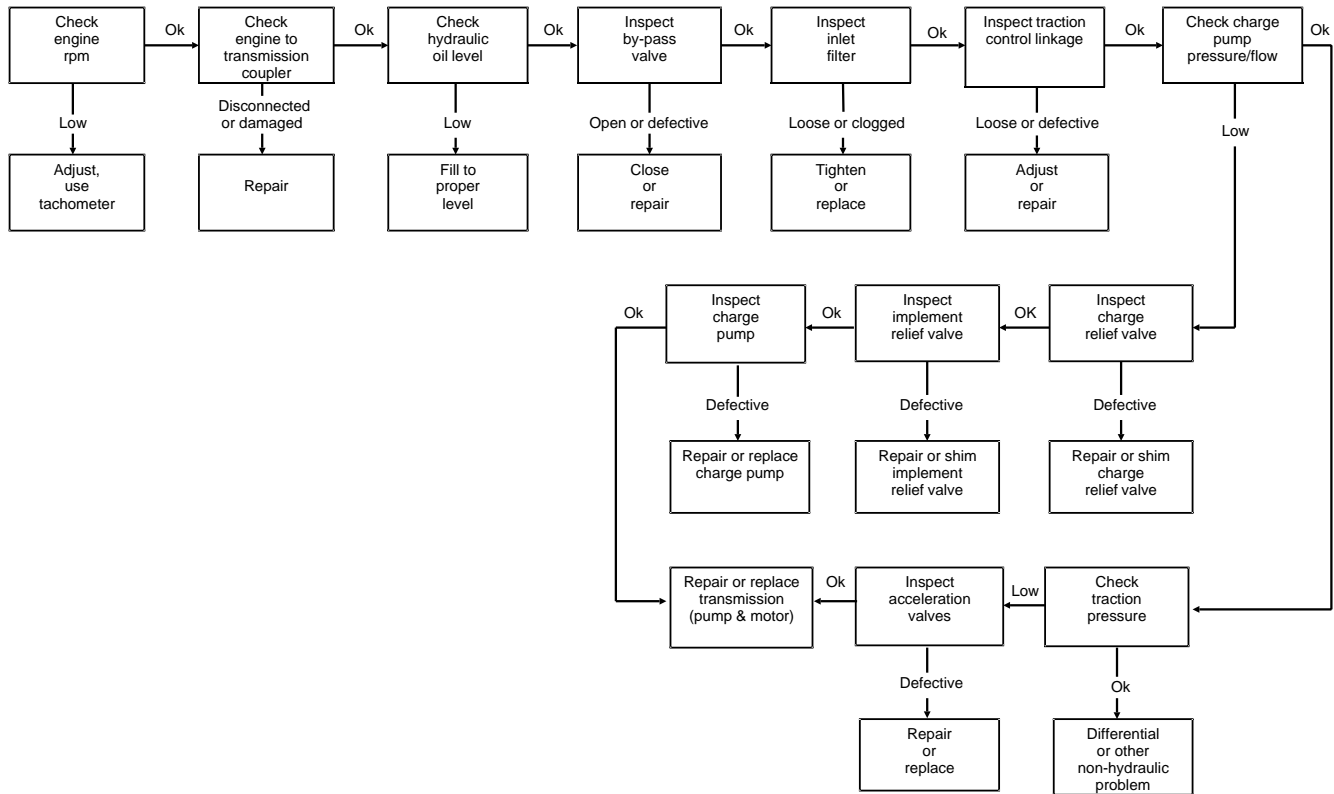 Check
engine
rpm
Ok
Check
engine to
transmission
coupler
Ok
Check
hydraulic
oil level
Ok
Inspect
by-pass
valve
Ok
Inspect
inlet
filter
Ok
Inspect traction
control linkage
Ok
Check charge
pump
pressure/flow
Ok
Low
Disconnected
or damaged
Low
Open or defective
Loose or clogged
Loose or defective
Low
Adjust,
use
tachometer
Repair
Fill to
proper
level
Close
or
repair
Tighten
or
replace
Adjust
or
repair
Ok
Inspect
charge
pump
Ok
Inspect
implement
relief valve
OK
Inspect
charge
relief valve
Defective
Defective
Defective
Repair or replace
charge pump
Repair or shim
implement
relief valve
Repair or shim
charge
relief valve
Repair or replace
transmission
(pump & motor)
Ok
Inspect
acceleration
valves
Low
Check
traction
pressure
Defective
Ok
Repair
or
replace
Differential
or other
non-hydraulic
problem